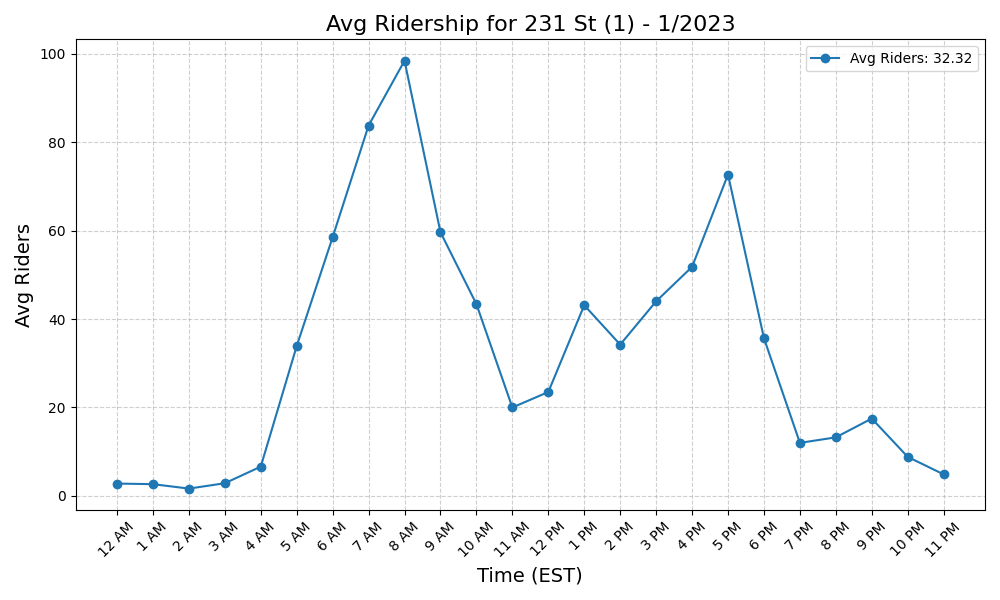 Avg Ridership for 231 St (1) - 1/2023
Avg Riders: 32.32
Avg Riders
100
80
60
40
20
0
12 AM
1 AM
2 AM
3 AM
4 AM
5 AM
6 AM
7 AM
8 AM
9 AM
10 AM
11 AM
12 PM
1 PM
2 PM
3 PM
4 PM
5 PM
6 PM
7 PM
8 PM
9 PM
10 PM
11 PM
Time (EST)